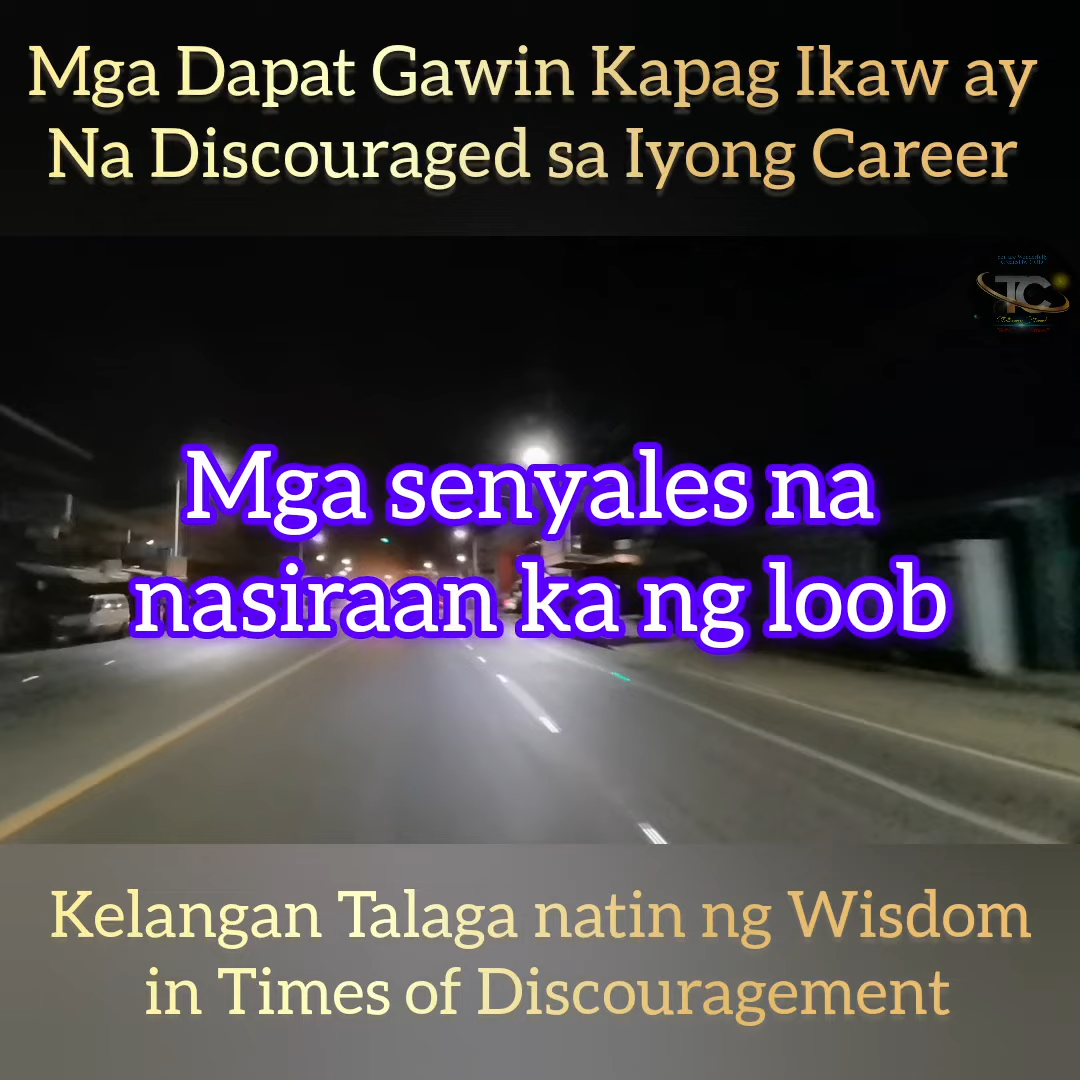 Mga Dapat Gawin Kapag Ikaw ay
Na Discouraged sa Iyong Career
TC
Mga senyales na
nasiraan ka ng loob
Kelangan Talaga natin ng Wisdom
in Times of Discouragement